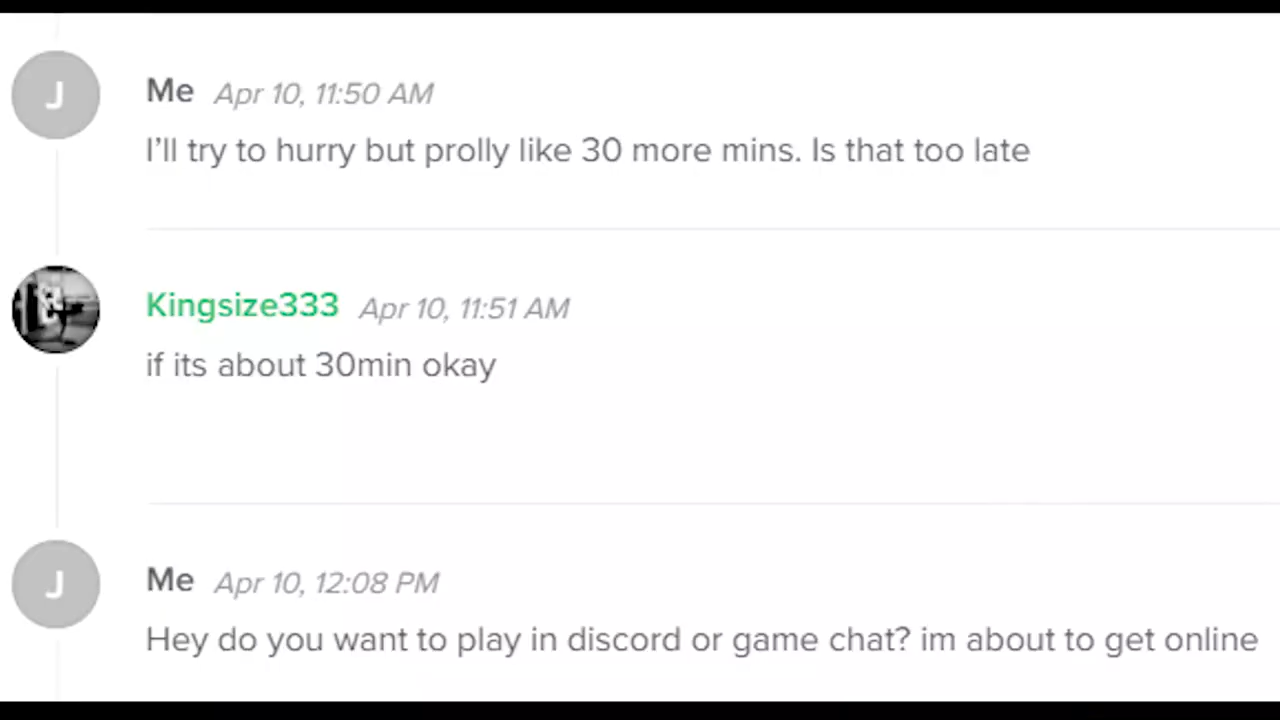 J
Me Apr 10, 11:50 AM
I'll try to hurry but prolly like 30 more mins. Is that too late
Kingsize333 Apr 10, 11:51 AM
if its about 30min okay
J
Me Apr 10, 12:08 PM
Hey do you want to play in discord or game chat? im about to get online